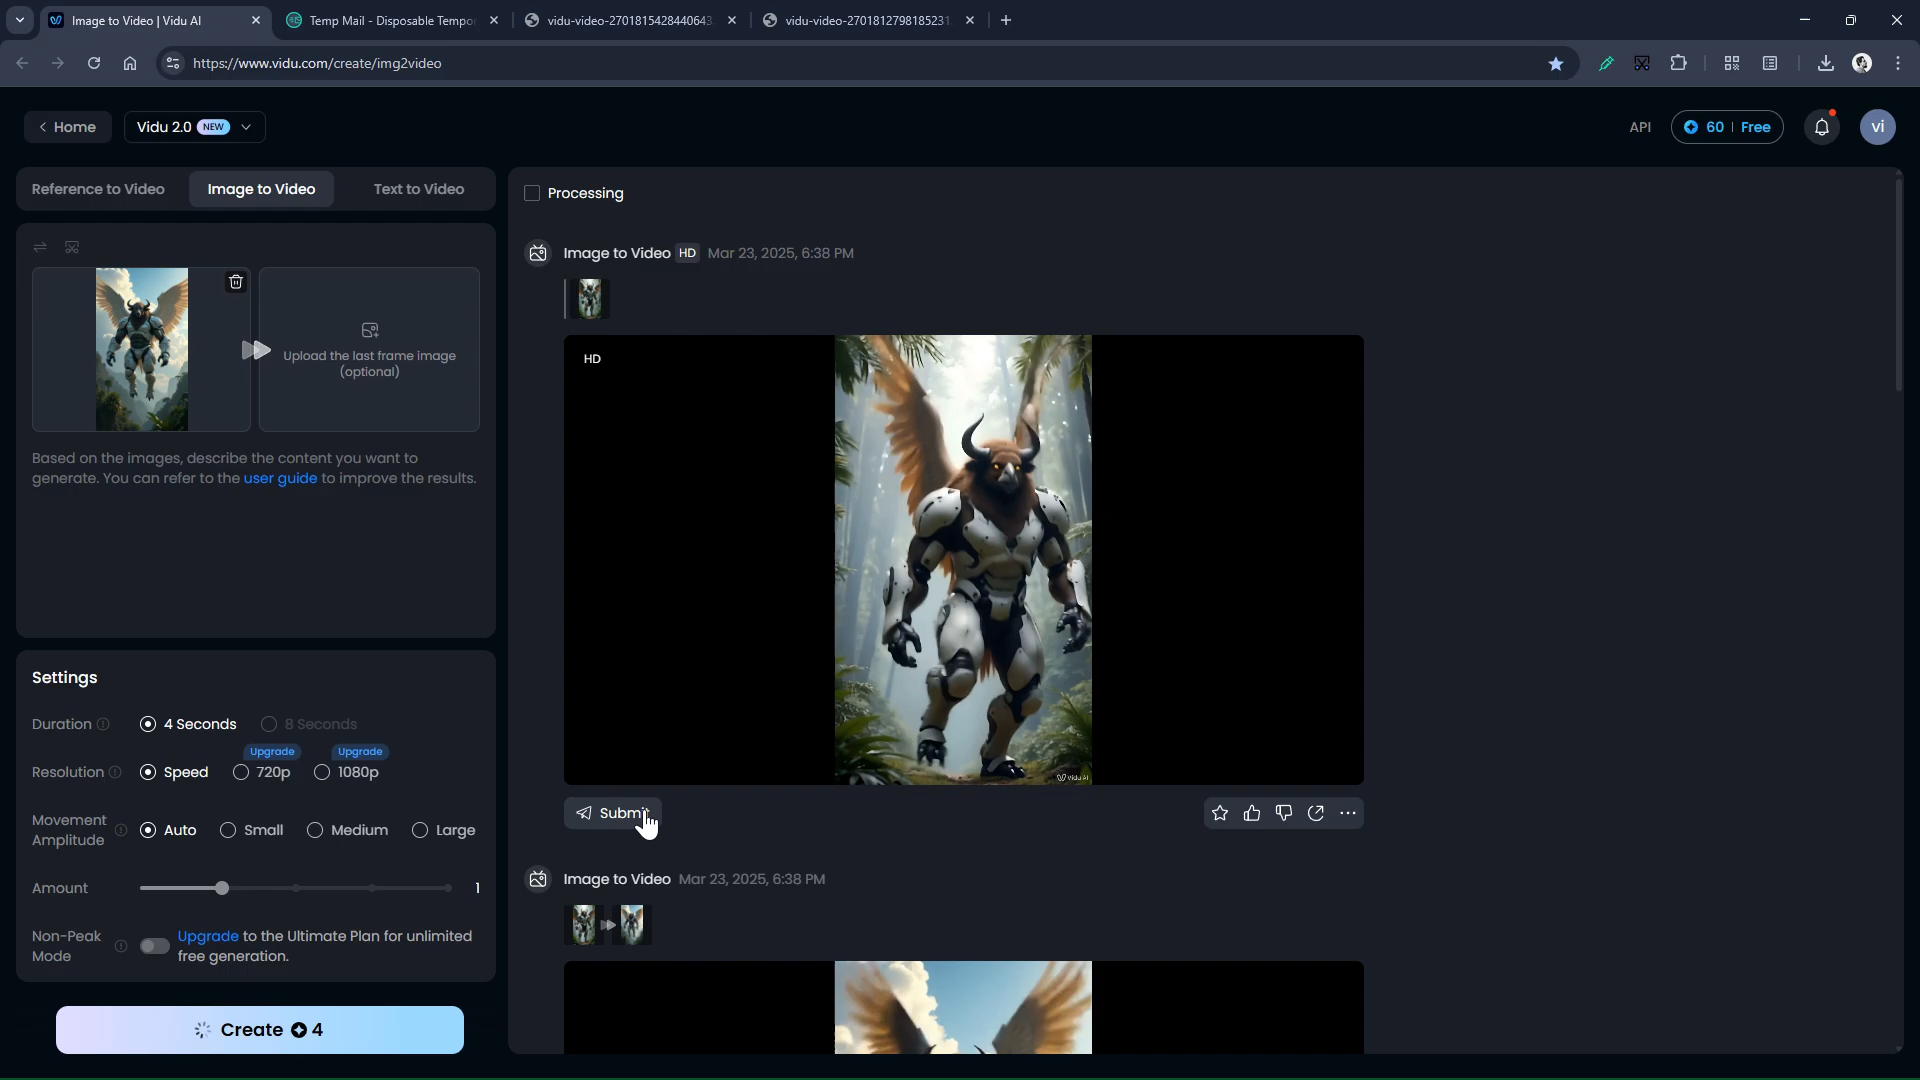 Image to Video | Vidu AI
Temp Mail - Disposable Tempo
vidu-video-2701815428440643
vidu-video-2701812798185231
https://www.vidu.com/create/img2video
Home
Vidu 2.0 NEW
API
60 | Free
vi
Reference to Video
Image to Video
Text to Video
Processing
Image to Video HD Mar 23, 2025, 6:38 PM
Upload the last frame image
(optional)
HD
Based on the images, describe the content you want to
generate. You can refer to the user guide to improve the results.
Settings
Duration
4 Seconds
8 Seconds
Upgrade
Upgrade
Resolution
Speed
720p
1080p
Vidu AI
Movement
Amplitude
Auto
Small
Medium
Large
Submit
Amount
1
Image to Video Mar 23, 2025, 6:38 PM
Non-Peak
Mode
Upgrade to the Ultimate Plan for unlimited
free generation.
Create 4